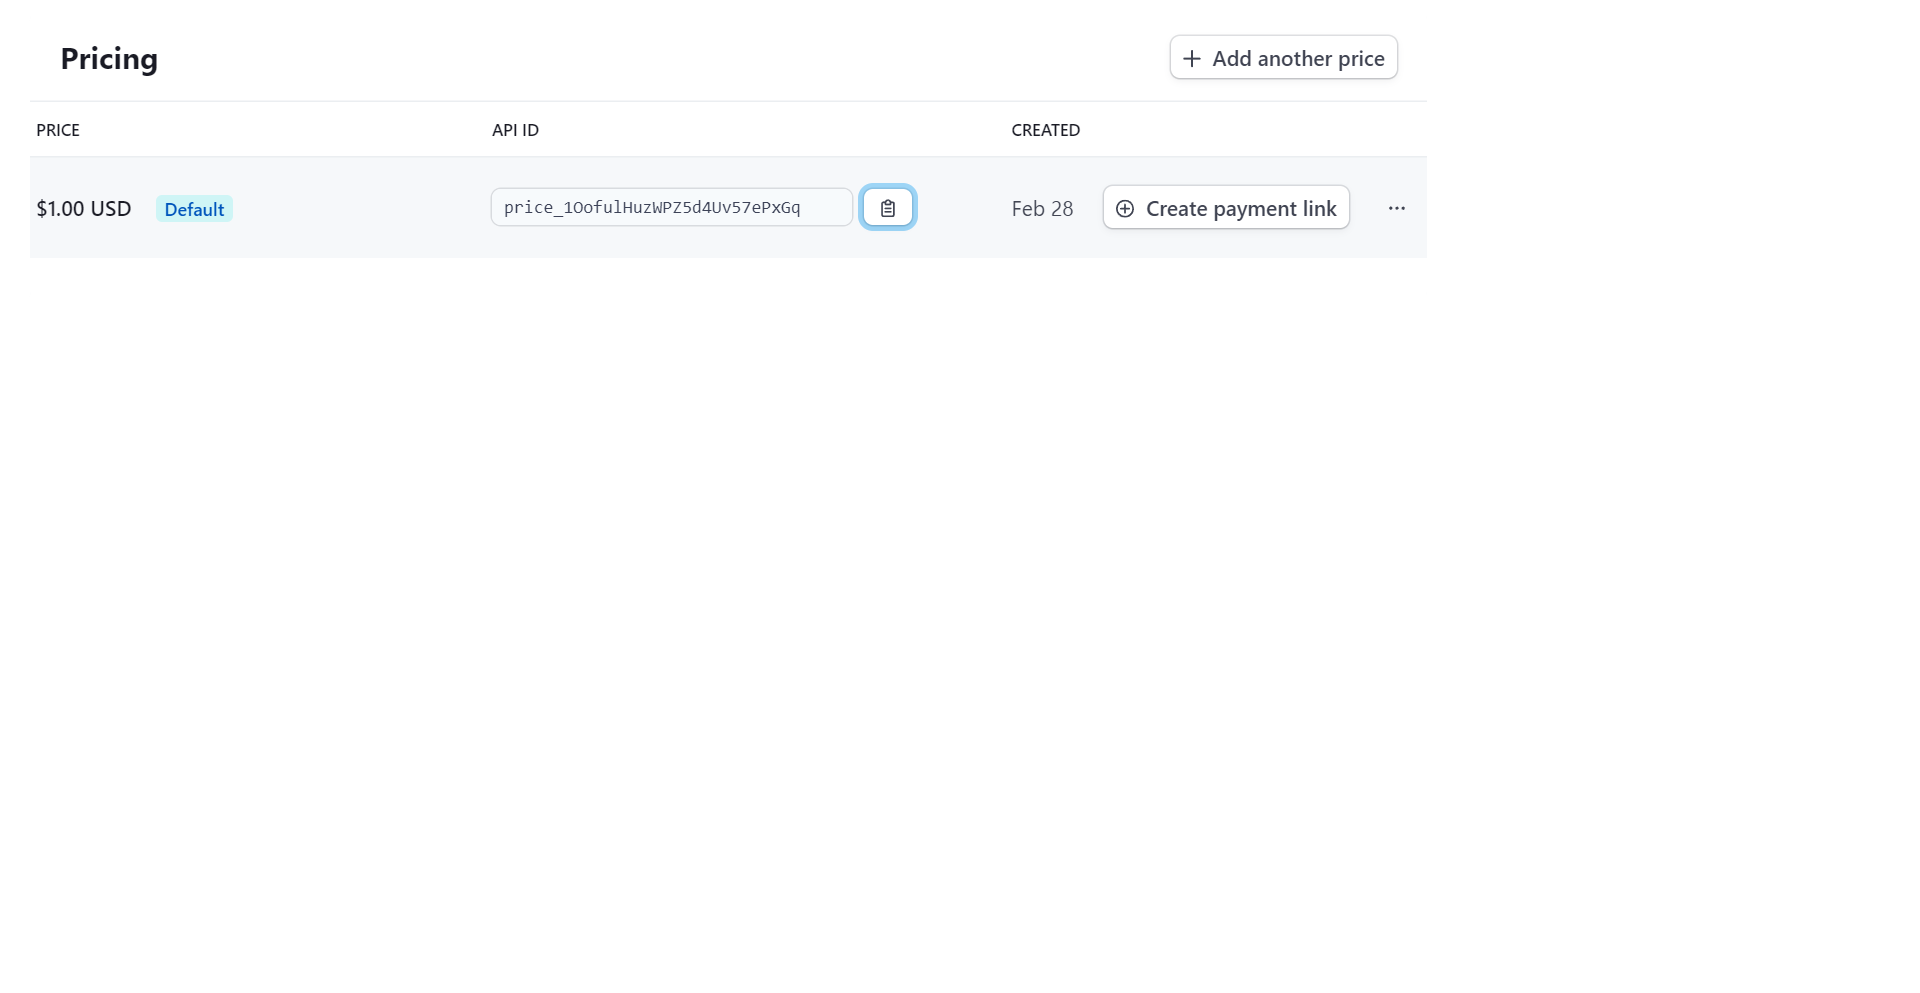 Pricing
Add another price
PRICE API ID CREATED
$1.00 USD Default price_1OofulHuzWPZ5d4Uv57ePxGq Feb 28 Create payment link